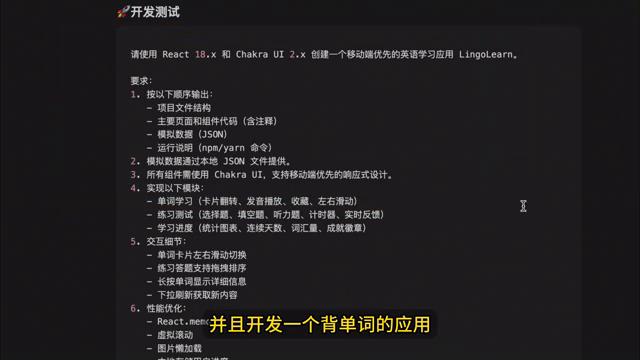 🚀开发测试
请使用 React 18.x 和 Chakra UI 2.x 创建一个移动端优先的英语学习应用 LingoLearn。
要求：
1. 按以下顺序输出：
- 项目文件结构
- 主要页面和组件代码（含注释）
- 模拟数据（JSON）
- 运行说明（npm/yarn 命令）
2. 模拟数据通过本地 JSON 文件提供。
3. 所有组件需使用 Chakra UI，支持移动端优先的响应式设计。
4. 实现以下模块：
- 单词学习（卡片翻转、发音播放、收藏、左右滑动）
- 练习测试（选择题、填空题、听力题、计时器、实时反馈）
- 学习进度（统计图表、连续天数、词汇量、成就徽章）
5. 交互细节：
- 单词卡片左右滑动切换
- 练习答题支持拖拽排序
- 长按单词显示详细信息
- 下拉刷新获取新内容
6. 性能优化：
- React.memo
并且开发一个背单词的应用
- 虚拟滚动
- 图片懒加载